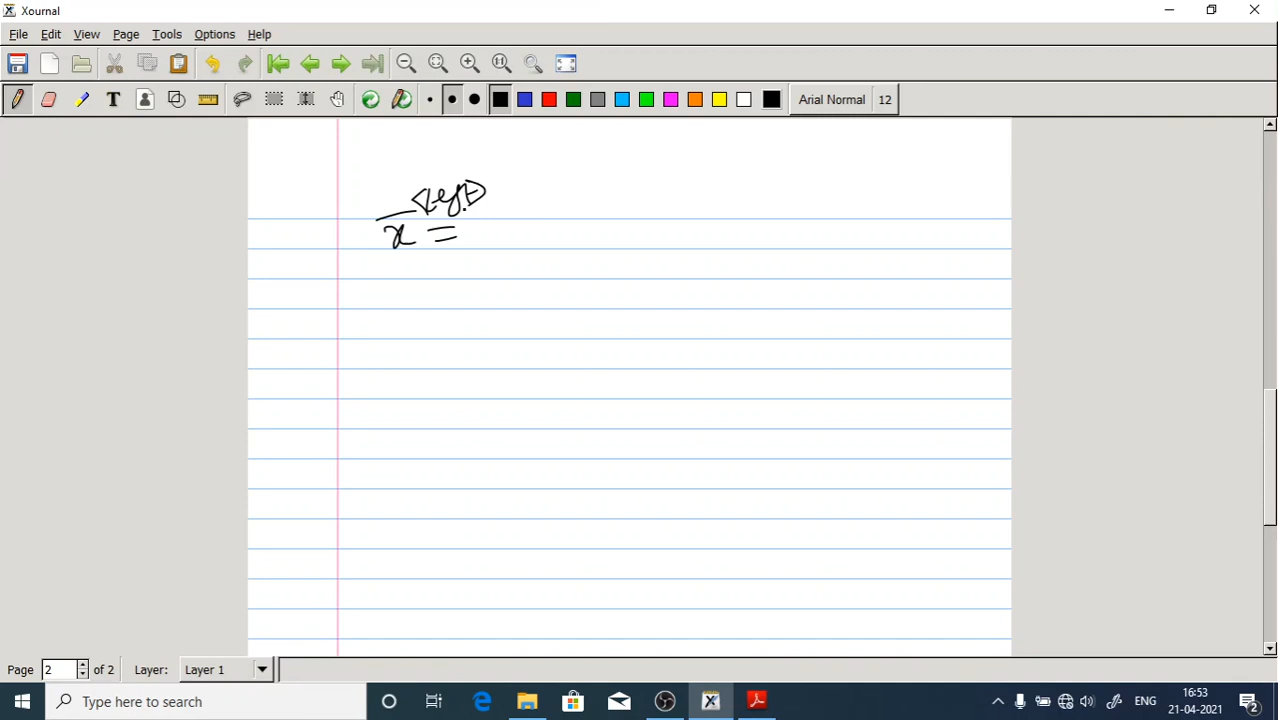 Xournal
File Edit View Page Tools Options Help
T Arial Normal 12
x̄ =
Page 2 of 2 Layer: Layer 1
Type here to search ENG 16:53
21-04-2021 2